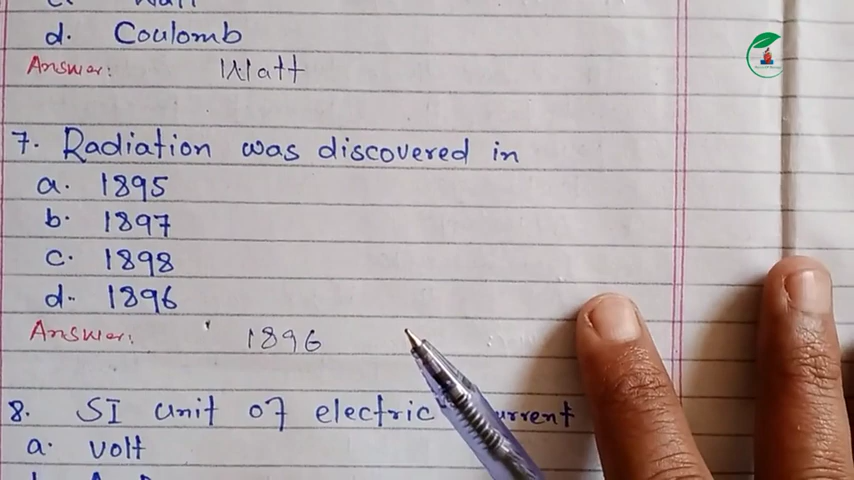 d. Coulomb
Answer: Watt
7. Radiation was discovered in
a. 1895
b. 1897
c. 1898
d. 1896
Answer: 1896
8. SI unit of electric
a. volt